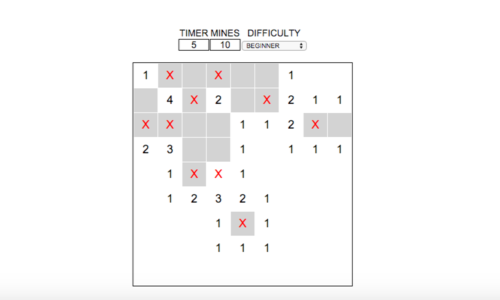 TIMER MINES DIFFICULTY
5 10 BEGINNER
1 X X 1
4 X 2 X 2 1 1
X X 1 1 2 X
2 3 1 1 1 1
1 X X 1
1 2 3 2 1
1 X 1
1 1 1